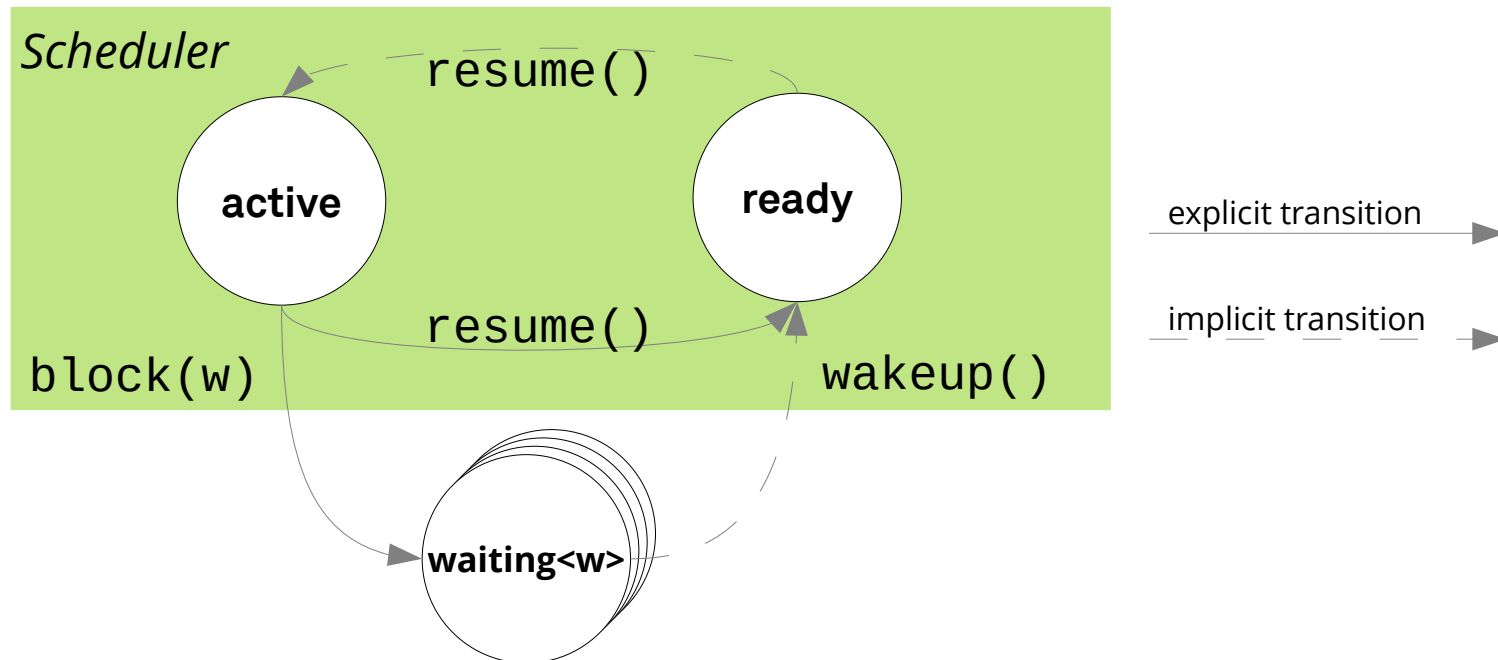 Scheduler
resume()
active
ready
explicit transition
resume()
implicit transition
block(w)
wakeup()
waiting<w>